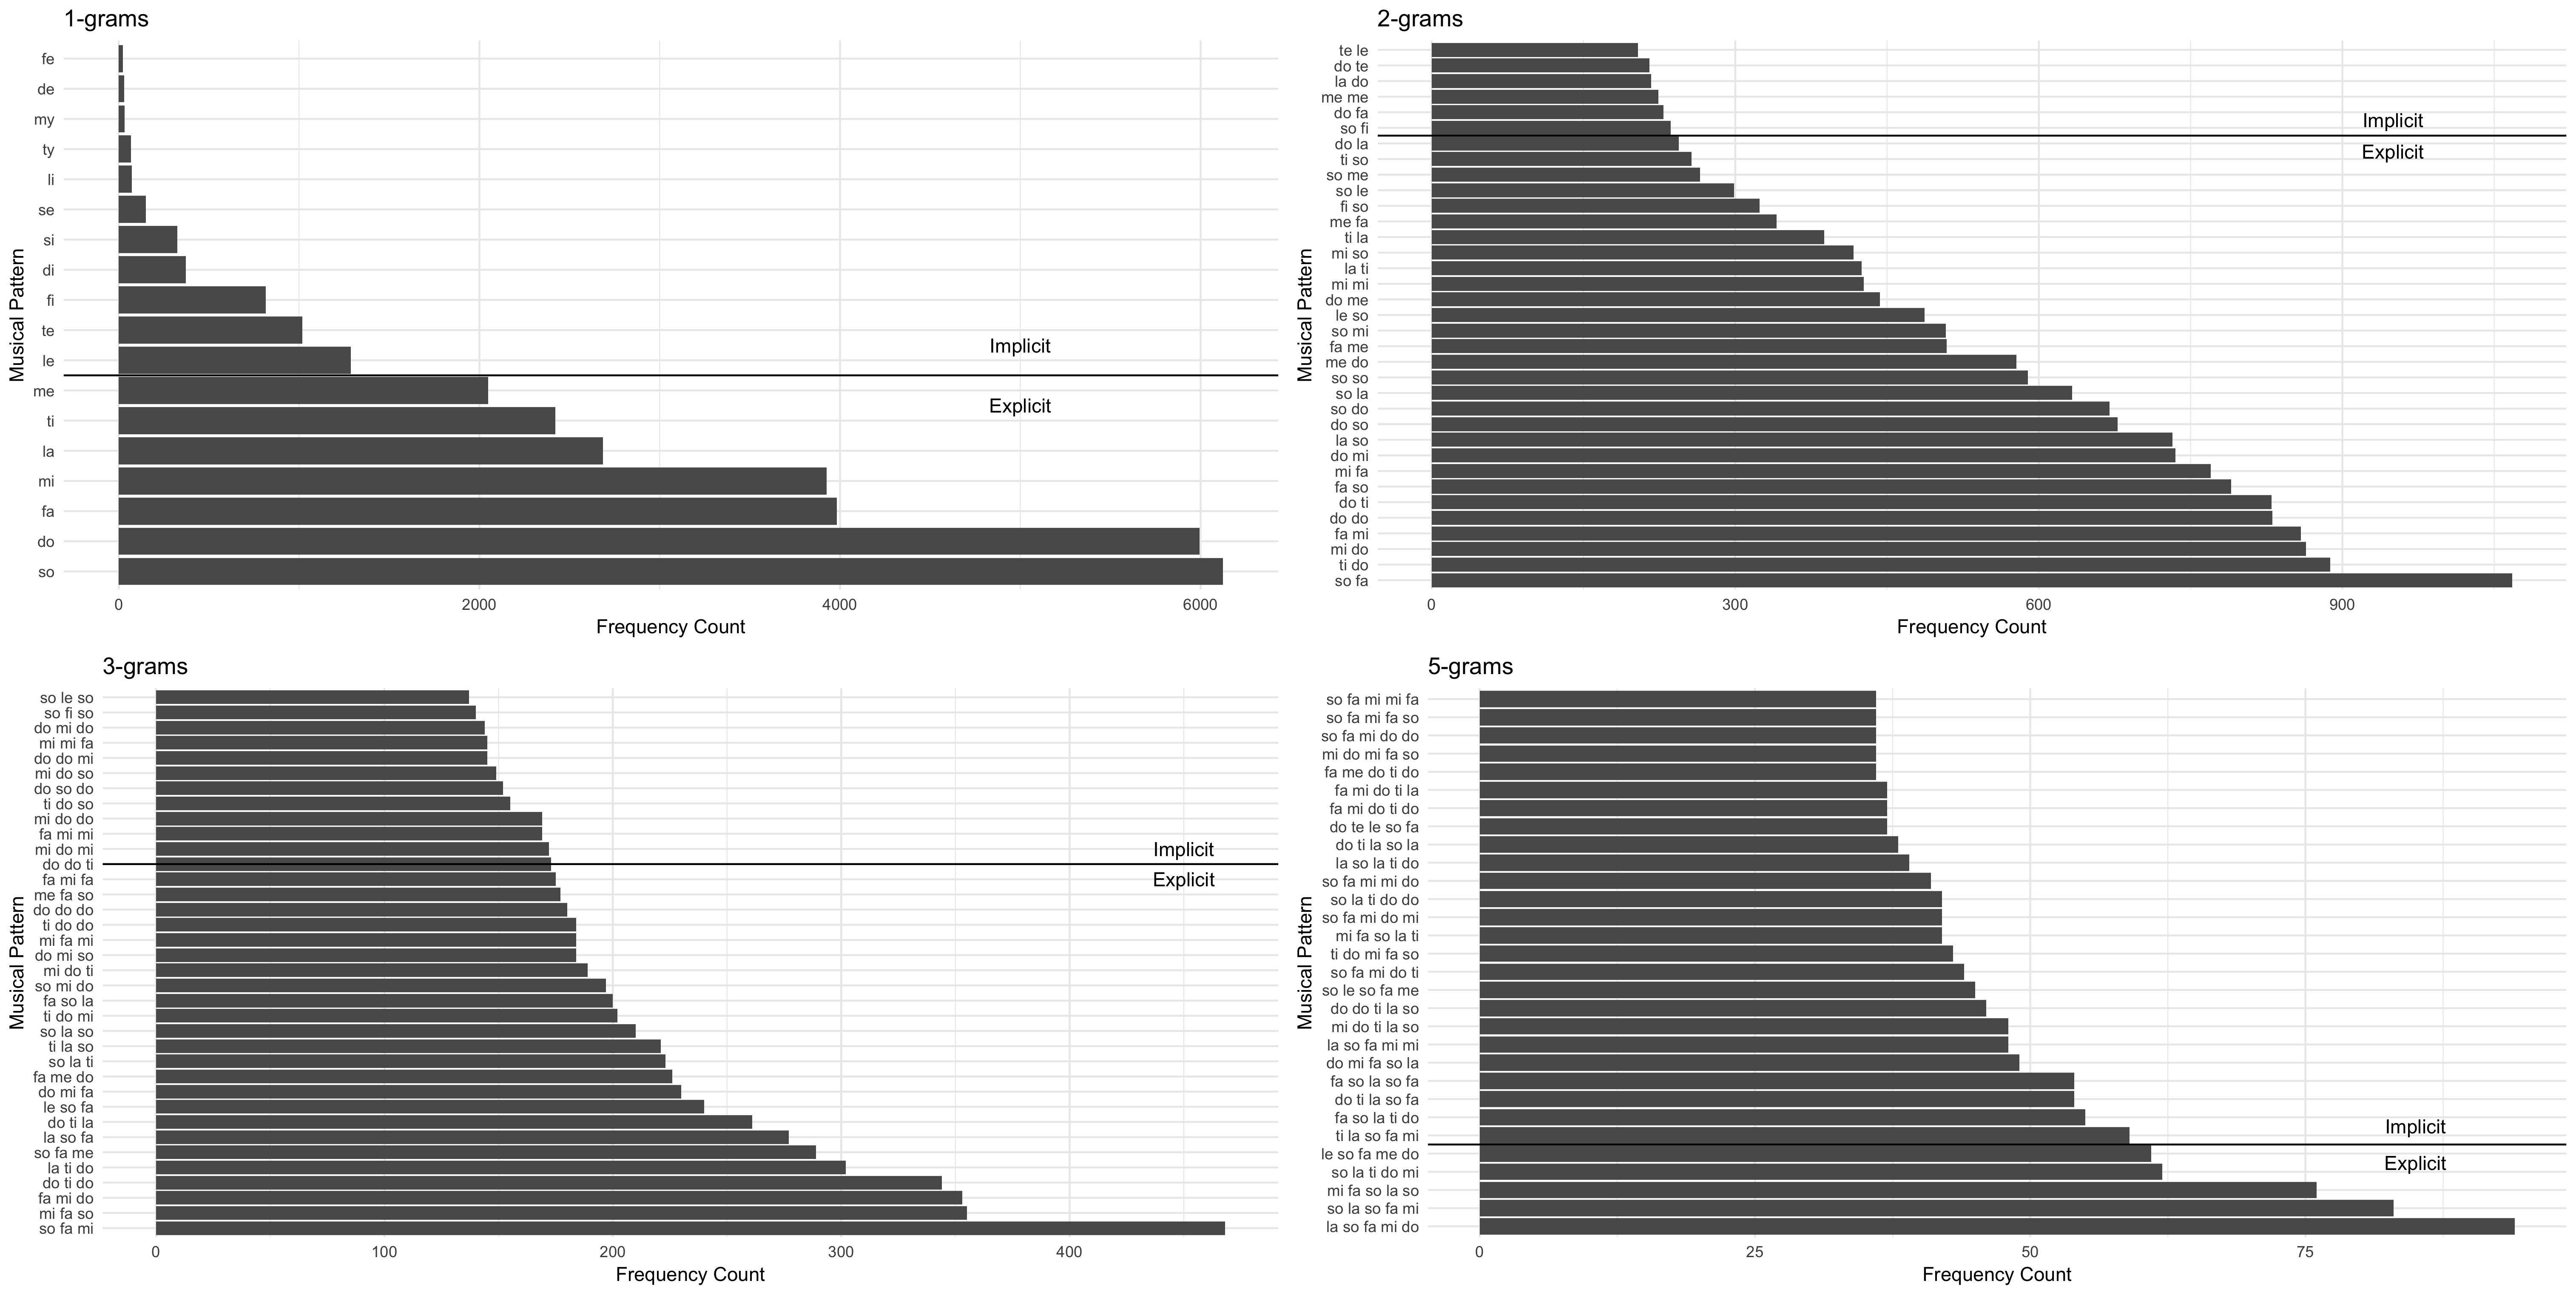 1-grams
Musical Pattern
fe
de
my
ty
li
se
si
di
fi
te
le
me
ti
la
mi
fa
do
so
Implicit
Explicit
0 2000 4000 6000
Frequency Count
2-grams
Musical Pattern
te le
do te
la do
me me
do fa
so fi
do la
ti so
so me
so le
fi so
me fa
ti la
mi so
la ti
mi mi
do me
le so
so mi
fa me
me do
so so
so la
so do
do so
la so
do mi
mi fa
fa so
do ti
do do
fa mi
mi do
ti do
so fa
Implicit
Explicit
0 300 600 900
Frequency Count
3-grams
Musical Pattern
so le so
so fi so
do mi do
mi mi fa
do do mi
mi do so
do so do
ti do so
mi do do
fa mi mi
mi do mi
do do ti
fa mi fa
me fa so
do do do
ti do do
mi fa mi
do mi so
mi do ti
so mi do
fa so la
ti do mi
so la so
ti la so
so la ti
fa me do
do mi fa
le so fa
do ti la
la so fa
so fa me
la ti do
do ti do
fa mi do
mi fa so
so fa mi
Implicit
Explicit
0 100 200 300 400
Frequency Count
5-grams
Musical Pattern
so fa mi mi fa
so fa mi fa so
so fa mi do do
mi do mi fa so
fa me do ti do
fa mi do ti la
fa mi do ti do
do te le so fa
do ti la so la
la so la ti do
so fa mi mi do
so la ti do do
so fa mi do mi
mi fa so la ti
ti do mi fa so
so fa mi do ti
so le so fa me
do do ti la so
mi do ti la so
la so fa mi mi
do mi fa so la
fa so la so fa
do ti la so fa
fa so la ti do
ti la so fa mi
le so fa me do
so la ti do mi
mi fa so la so
so la so fa mi
la so fa mi do
Implicit
Explicit
0 25 50 75
Frequency Count